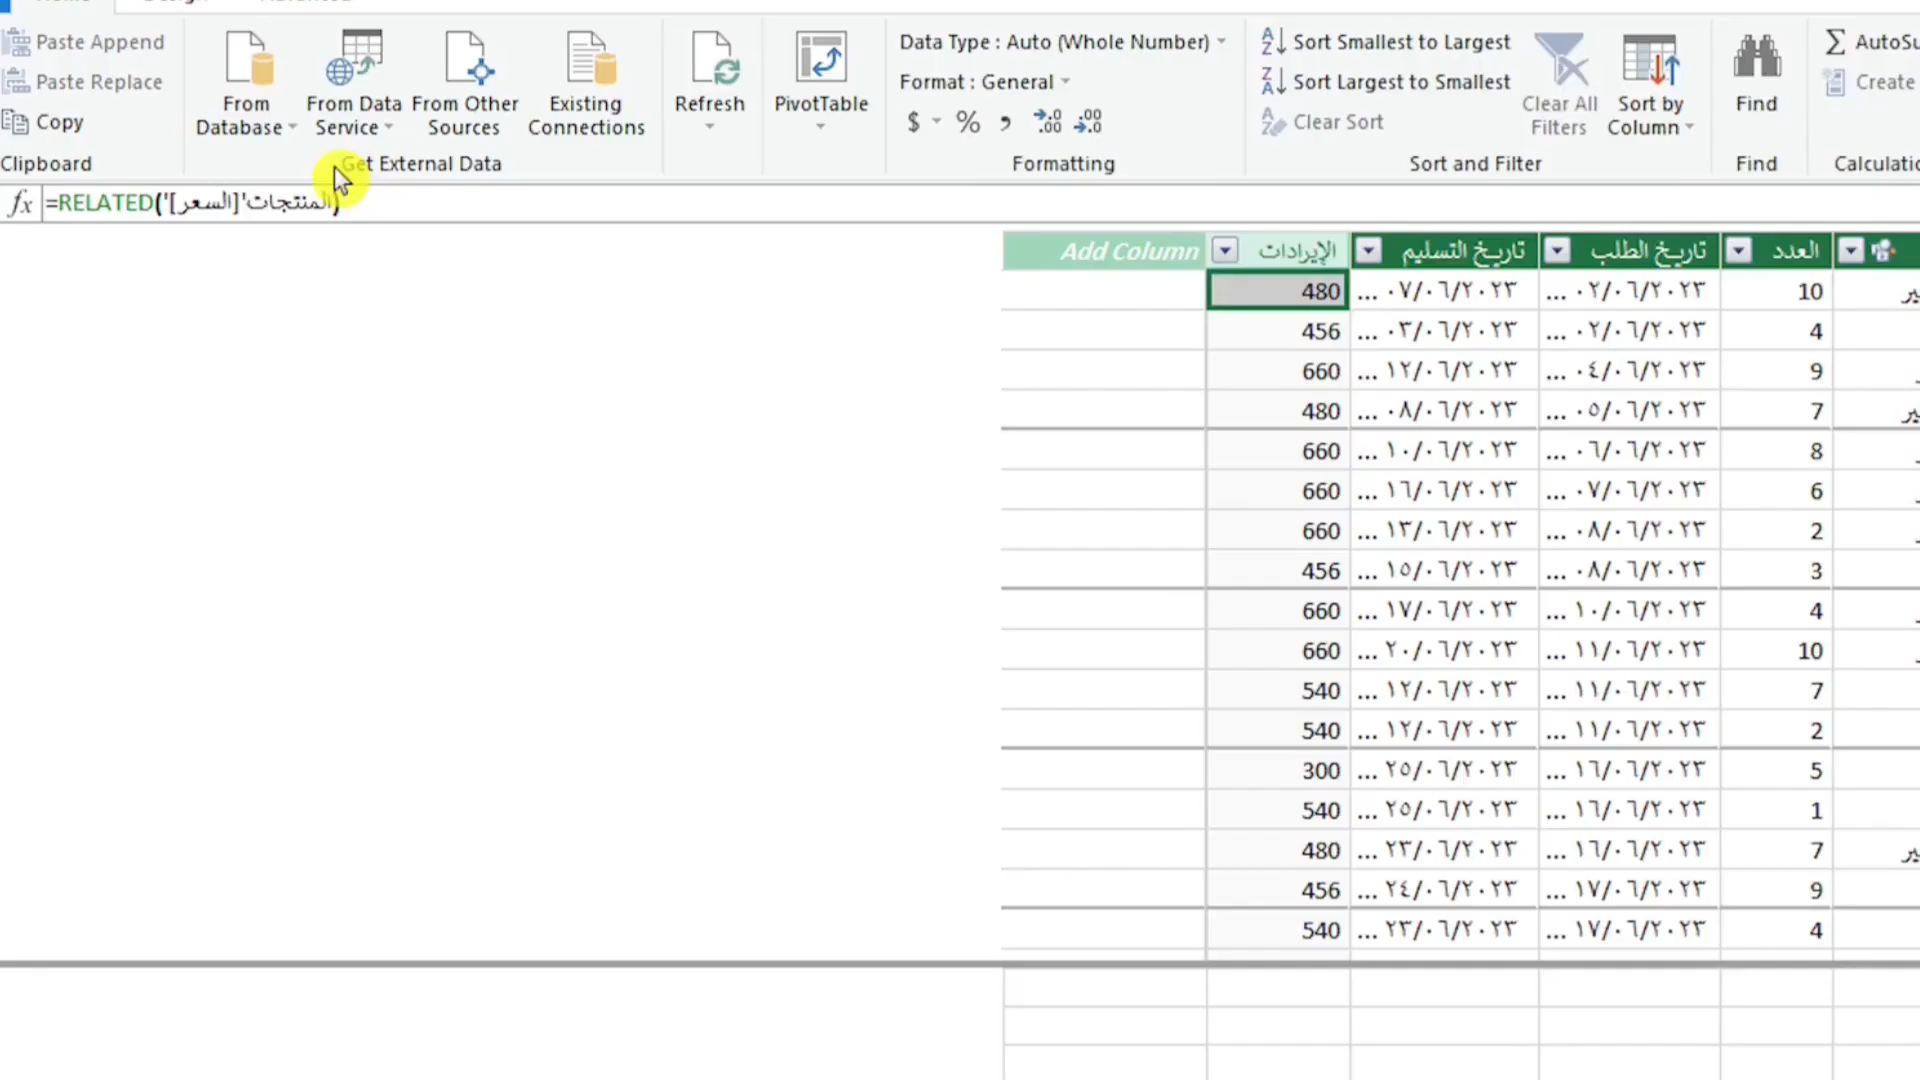 Paste Append
Paste Replace
Copy
Clipboard
From Database
From Data Service
From Other Sources
Existing Connections
Get External Data
Refresh
PivotTable
Data Type : Auto (Whole Number)
Format : General
$ % , .00 .00
Formatting
Sort Smallest to Largest
Sort Largest to Smallest
Clear Sort
Clear All Filters
Sort by Column
Sort and Filter
Find
Find
Create
fx =RELATED('المنتجات'[السعر])
العدد تاريخ الطلب تاريخ التسليم الإيرادات Add Column
10 ٠٢/٠٦/٢٠٢٣ ... ٠٧/٠٦/٢٠٢٣ ... 480
4 ٠٢/٠٦/٢٠٢٣ ... ٠٣/٠٦/٢٠٢٣ ... 456
9 ٠٤/٠٦/٢٠٢٣ ... ١٢/٠٦/٢٠٢٣ ... 660
7 ٠٥/٠٦/٢٠٢٣ ... ٠٨/٠٦/٢٠٢٣ ... 480
8 ٠٦/٠٦/٢٠٢٣ ... ١٠/٠٦/٢٠٢٣ ... 660
6 ٠٧/٠٦/٢٠٢٣ ... ١٦/٠٦/٢٠٢٣ ... 660
2 ٠٨/٠٦/٢٠٢٣ ... ١٣/٠٦/٢٠٢٣ ... 660
3 ٠٨/٠٦/٢٠٢٣ ... ١٥/٠٦/٢٠٢٣ ... 456
4 ١٠/٠٦/٢٠٢٣ ... ١٧/٠٦/٢٠٢٣ ... 660
10 ١١/٠٦/٢٠٢٣ ... ٢٠/٠٦/٢٠٢٣ ... 660
7 ١١/٠٦/٢٠٢٣ ... ١٢/٠٦/٢٠٢٣ ... 540
2 ١١/٠٦/٢٠٢٣ ... ١٢/٠٦/٢٠٢٣ ... 540
5 ١٦/٠٦/٢٠٢٣ ... ٢٥/٠٦/٢٠٢٣ ... 300
1 ١٦/٠٦/٢٠٢٣ ... ٢٥/٠٦/٢٠٢٣ ... 540
7 ١٦/٠٦/٢٠٢٣ ... ٢٣/٠٦/٢٠٢٣ ... 480
9 ١٧/٠٦/٢٠٢٣ ... ٢٤/٠٦/٢٠٢٣ ... 456
4 ١٧/٠٦/٢٠٢٣ ... ٢٣/٠٦/٢٠٢٣ ... 540